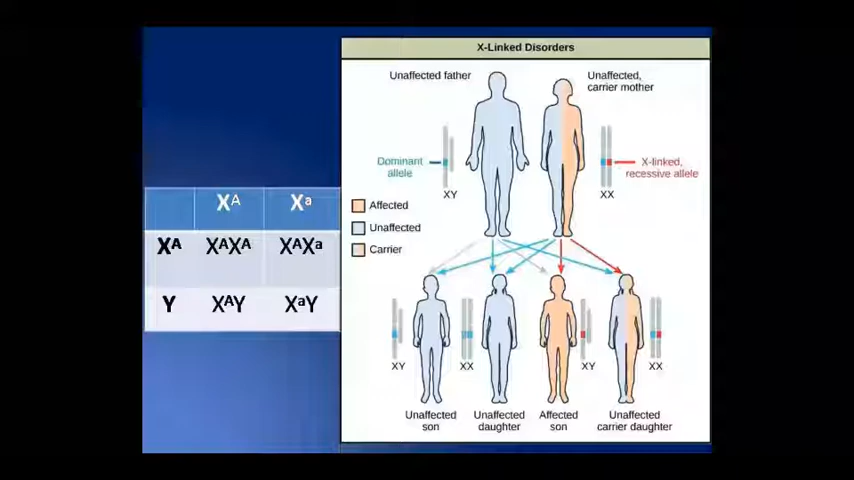 X-Linked Disorders
Unaffected father
Unaffected,
carrier mother
Dominant
allele
X-linked,
recessive allele
XY
XX
Affected
Unaffected
Carrier
XY
XX
XY
XX
Unaffected
son
Unaffected
daughter
Affected
son
Unaffected
carrier daughter
Xᴬ Xᵃ
Xᴬ XᴬXᴬ XᴬXᵃ
Y XᴬY XᵃY